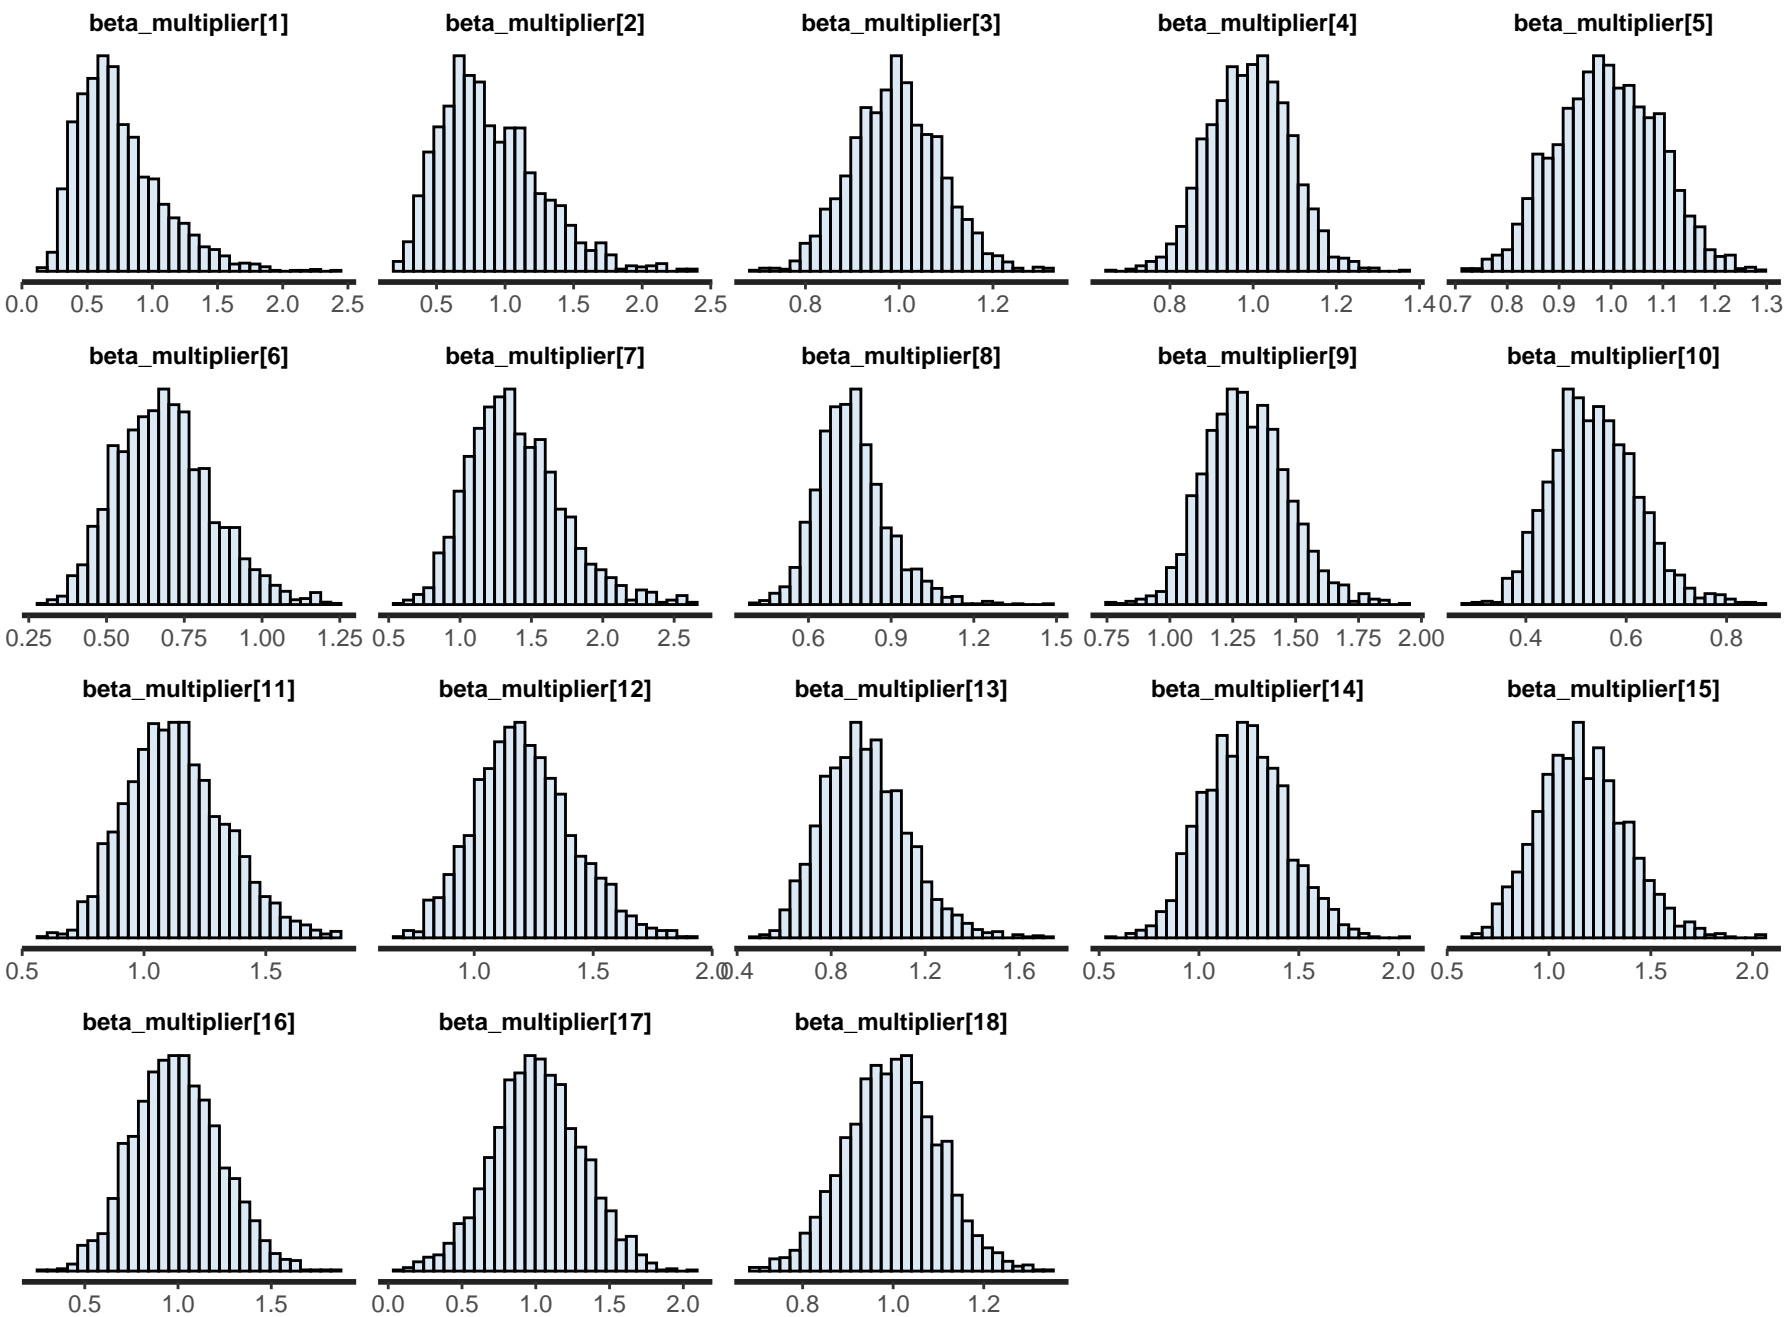 beta_multiplier[1] beta_multiplier[2] beta_multiplier[3] beta_multiplier[4] beta_multiplier[5]
0.0 0.5 1.0 1.5 2.0 2.5 0.5 1.0 1.5 2.0 2.5 0.8 1.0 1.2 0.8 1.0 1.2 1.4 0.7 0.8 0.9 1.0 1.1 1.2 1.3
beta_multiplier[6] beta_multiplier[7] beta_multiplier[8] beta_multiplier[9] beta_multiplier[10]
0.25 0.50 0.75 1.00 1.25 0.5 1.0 1.5 2.0 2.5 0.6 0.9 1.2 1.5 0.75 1.00 1.25 1.50 1.75 2.00 0.4 0.6 0.8
beta_multiplier[11] beta_multiplier[12] beta_multiplier[13] beta_multiplier[14] beta_multiplier[15]
0.5 1.0 1.5 1.0 1.5 2.0 0.4 0.8 1.2 1.6 0.5 1.0 1.5 2.0 0.5 1.0 1.5 2.0
beta_multiplier[16] beta_multiplier[17] beta_multiplier[18]
0.5 1.0 1.5 0.0 0.5 1.0 1.5 2.0 0.8 1.0 1.2